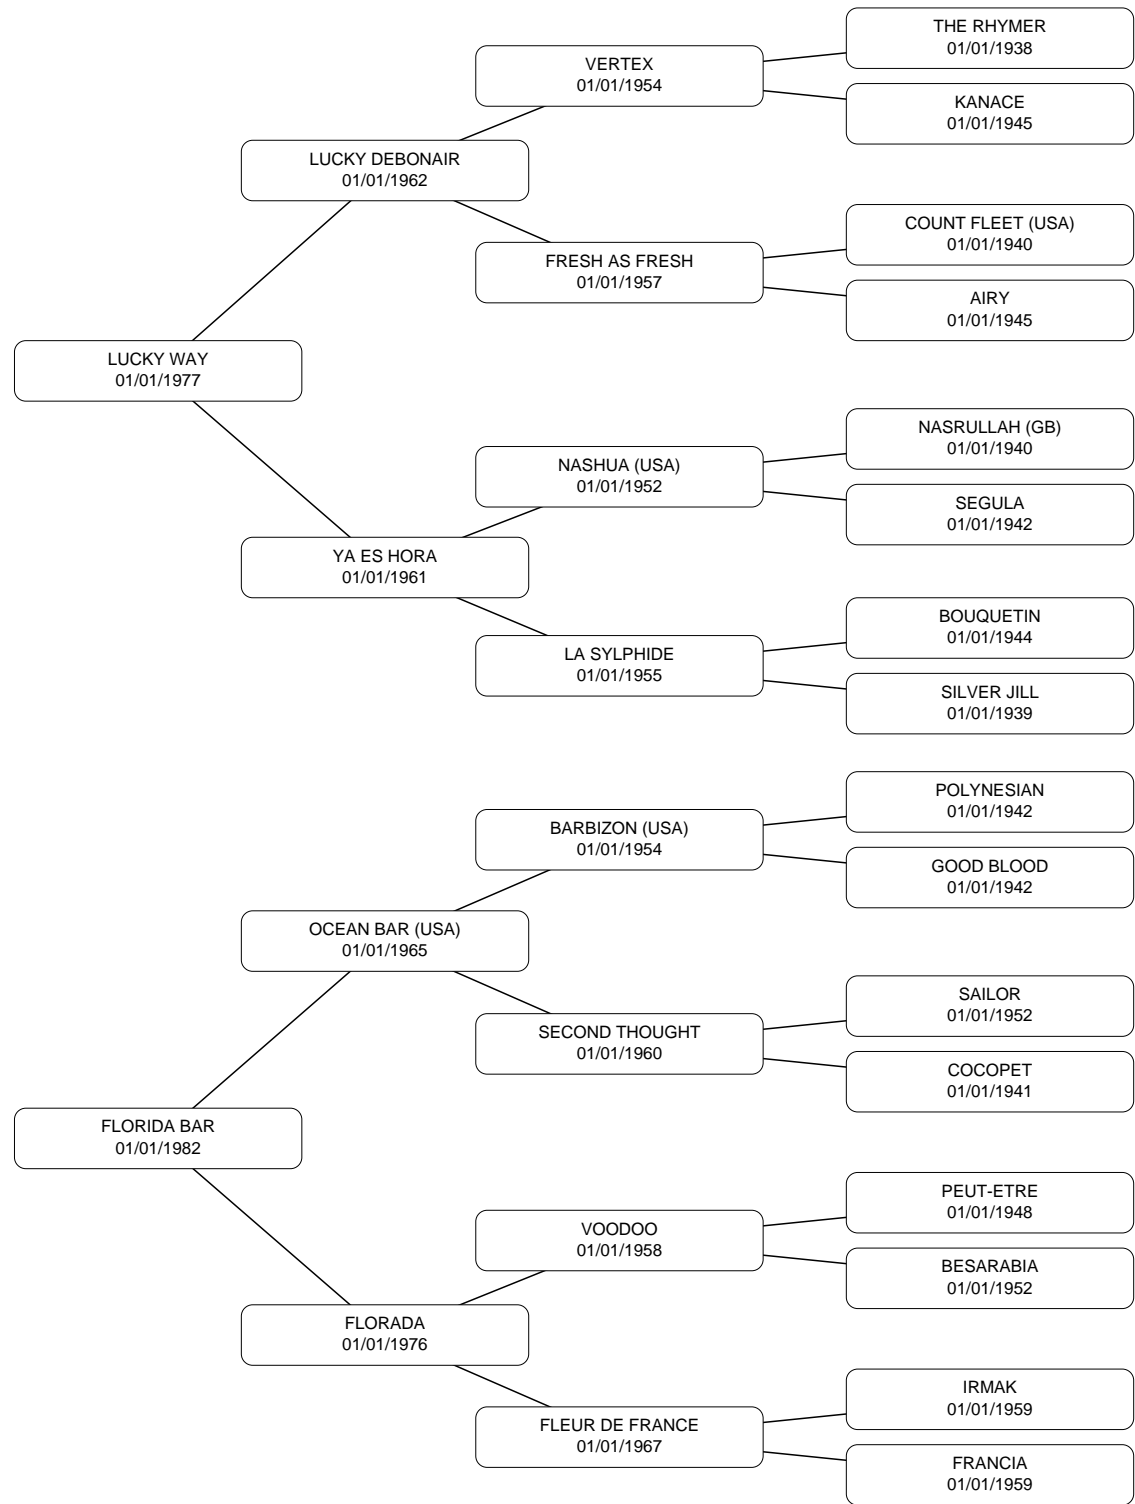 THE RHYMER
01/01/1938
VERTEX
01/01/1954
KANACE
01/01/1945
LUCKY DEBONAIR
01/01/1962
COUNT FLEET (USA)
01/01/1940
FRESH AS FRESH
01/01/1957
AIRY
01/01/1945
LUCKY WAY
01/01/1977
NASRULLAH (GB)
01/01/1940
NASHUA (USA)
01/01/1952
SEGULA
01/01/1942
YA ES HORA
01/01/1961
BOUQUETIN
01/01/1944
LA SYLPHIDE
01/01/1955
SILVER JILL
01/01/1939
POLYNESIAN
01/01/1942
BARBIZON (USA)
01/01/1954
GOOD BLOOD
01/01/1942
OCEAN BAR (USA)
01/01/1965
SAILOR
01/01/1952
SECOND THOUGHT
01/01/1960
COCOPET
01/01/1941
FLORIDA BAR
01/01/1982
PEUT-ETRE
01/01/1948
VOODOO
01/01/1958
BESARABIA
01/01/1952
FLORADA
01/01/1976
IRMAK
01/01/1959
FLEUR DE FRANCE
01/01/1967
FRANCIA
01/01/1959